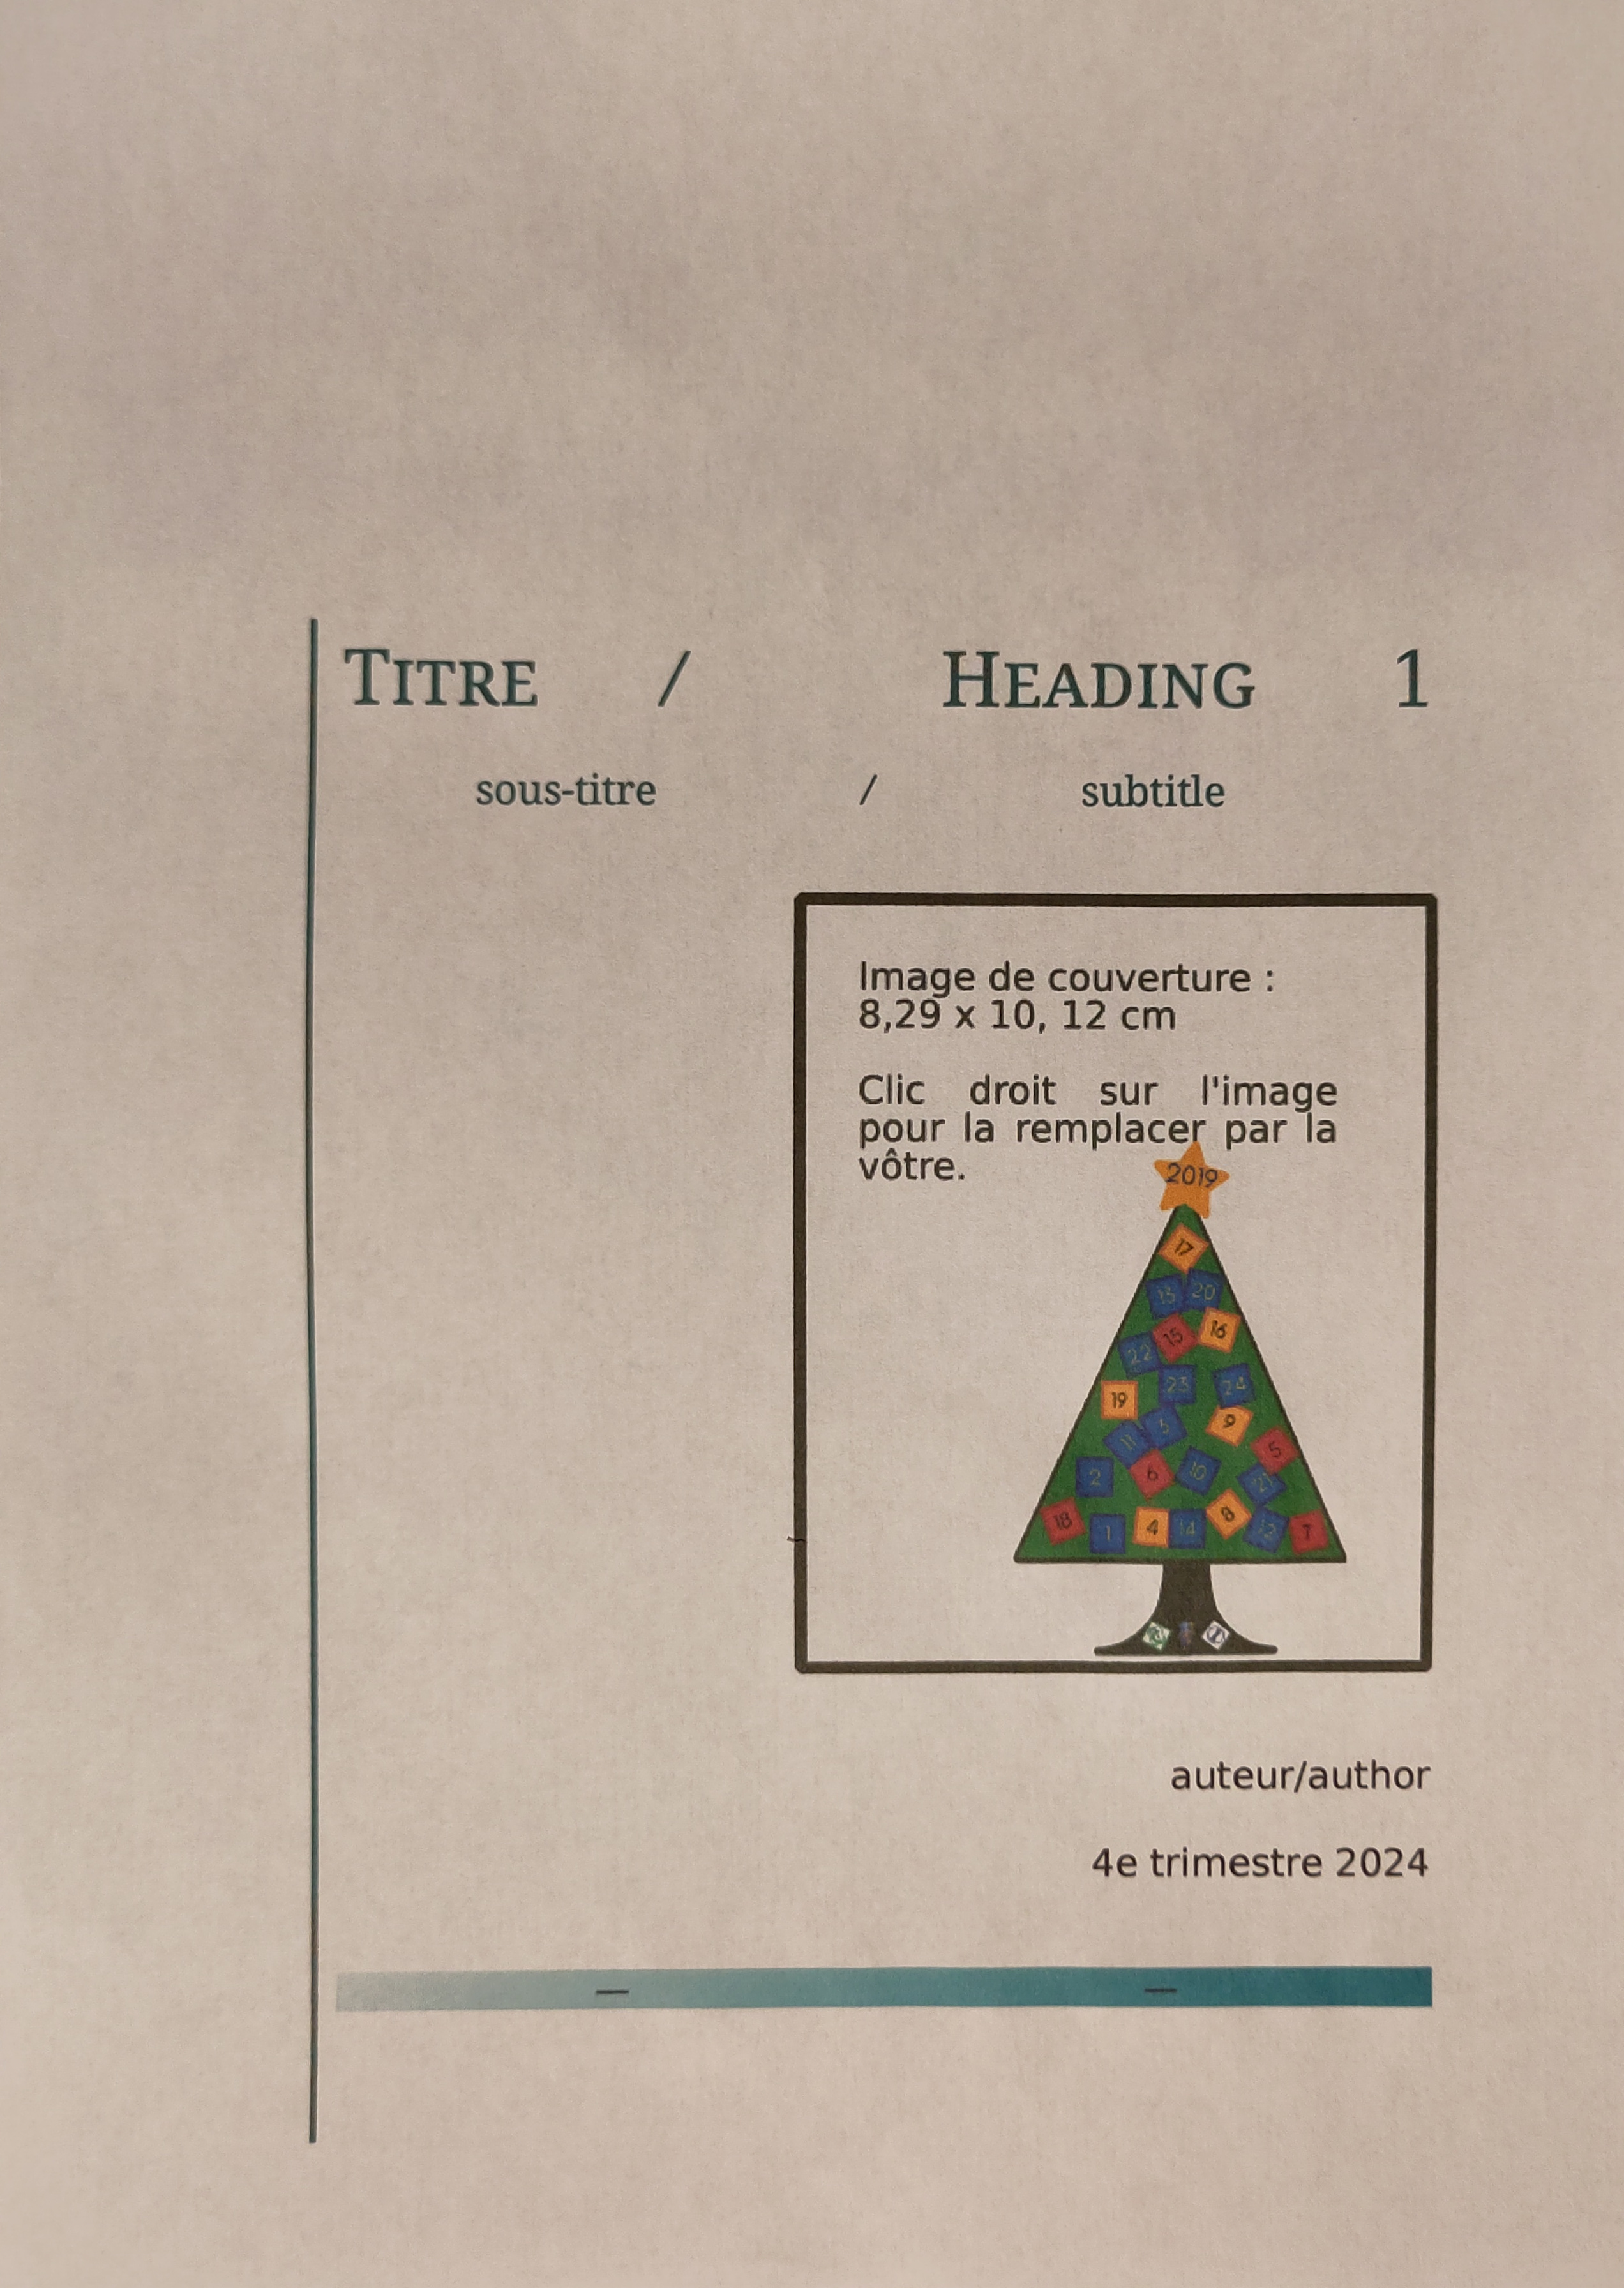 TITRE / HEADING 1
sous-titre / subtitle
Image de couverture :
8,29 x 10, 12 cm
Clic droit sur l'image
pour la remplacer par la
vôtre.
2019
17
13 20
15 16
22
23 24
19
9
11 5
5
2 6 10 21
18 1 4 14 8 12 7
auteur/author
4e trimestre 2024
— —